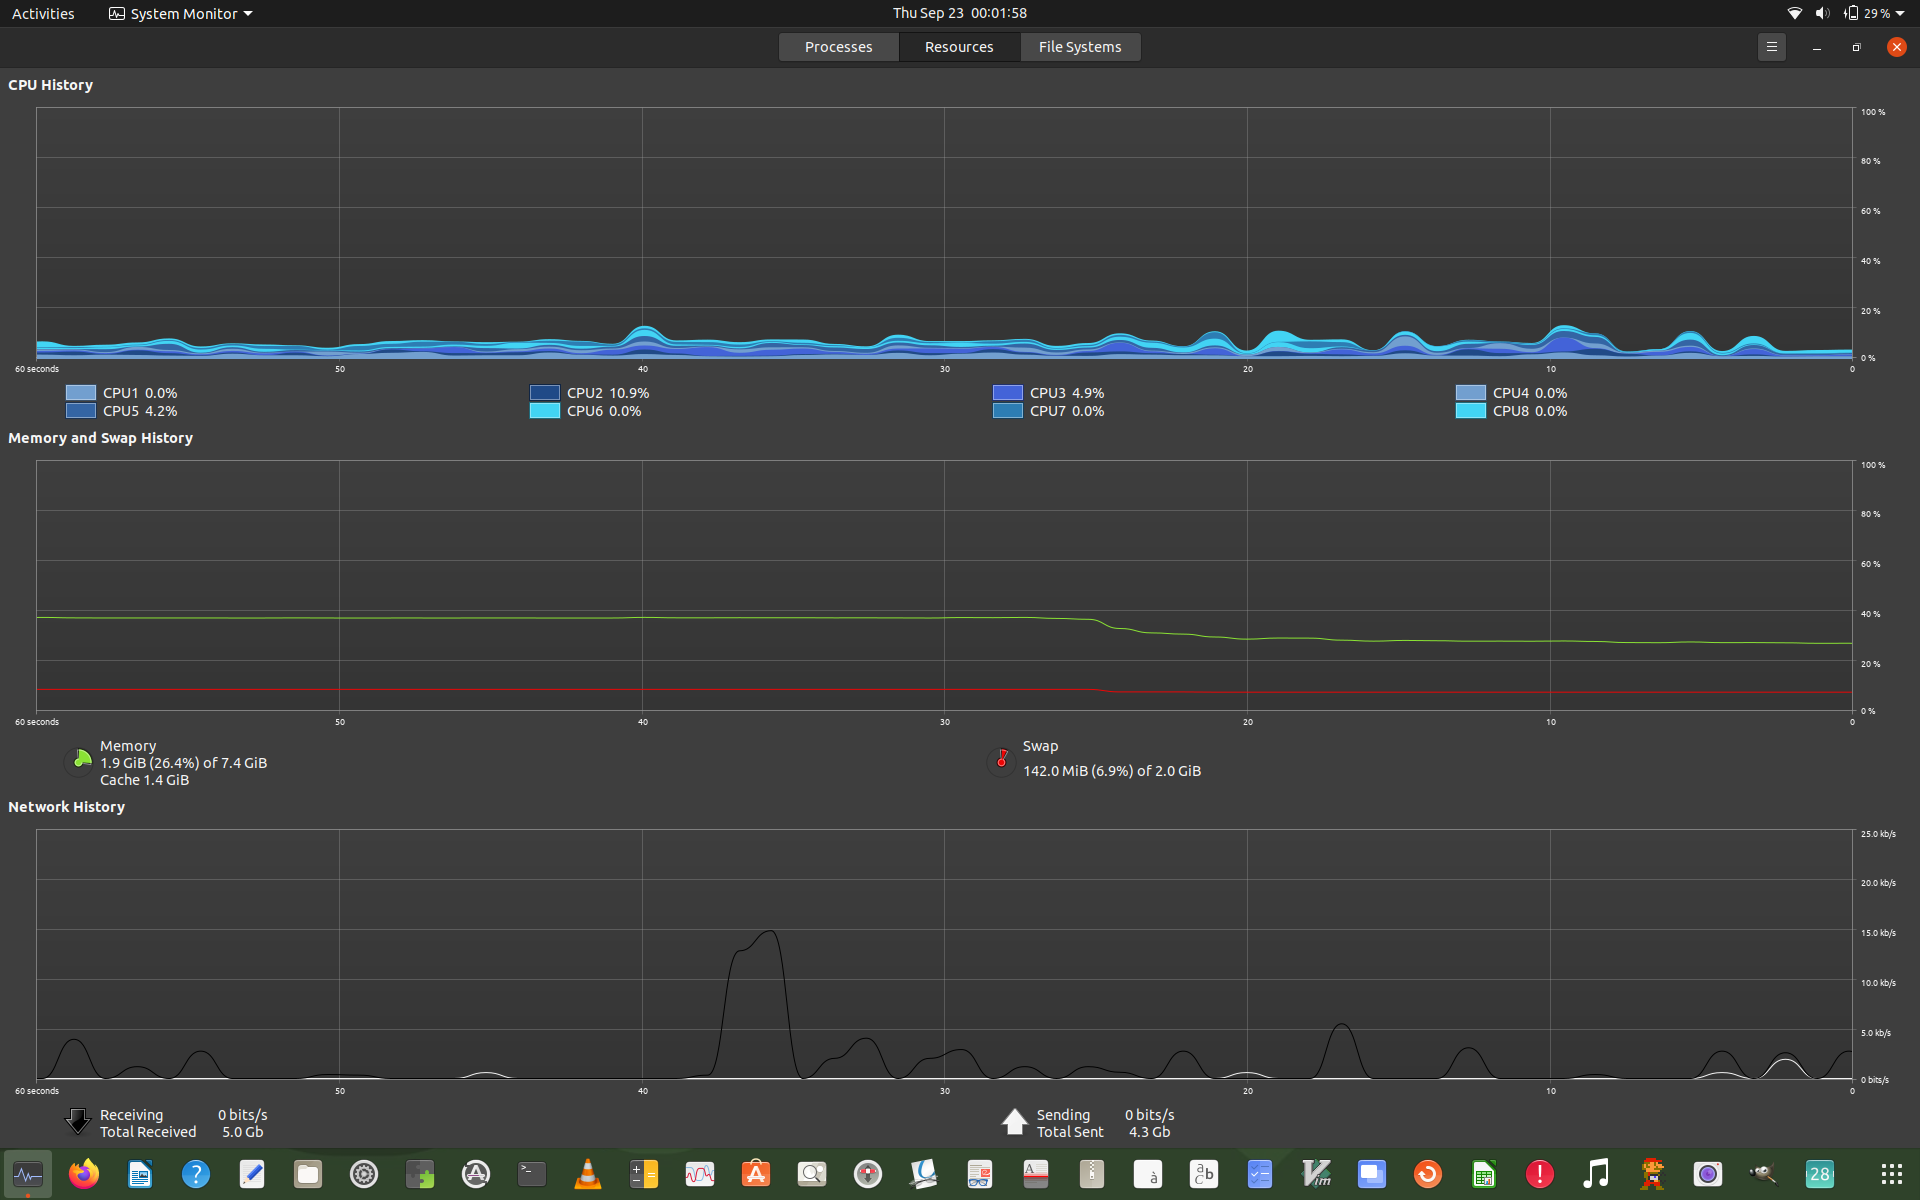 Activities System Monitor Thu Sep 23 00:01:58 29 %
Processes Resources File Systems
CPU History
100 %
80 %
60 %
40 %
20 %
0 %
60 seconds 50 40 30 20 10 0
CPU1 0.0% CPU2 10.9% CPU3 4.9% CPU4 0.0%
CPU5 4.2% CPU6 0.0% CPU7 0.0% CPU8 0.0%
Memory and Swap History
100 %
80 %
60 %
40 %
20 %
0 %
60 seconds 50 40 30 20 10 0
Memory Swap
1.9 GiB (26.4%) of 7.4 GiB 142.0 MiB (6.9%) of 2.0 GiB
Cache 1.4 GiB
Network History
25.0 kb/s
20.0 kb/s
15.0 kb/s
10.0 kb/s
5.0 kb/s
0 bits/s
60 seconds 50 40 30 20 10 0
Receiving 0 bits/s Sending 0 bits/s
Total Received 5.0 Gb Total Sent 4.3 Gb
? >_ A à a b c Vim ! 28